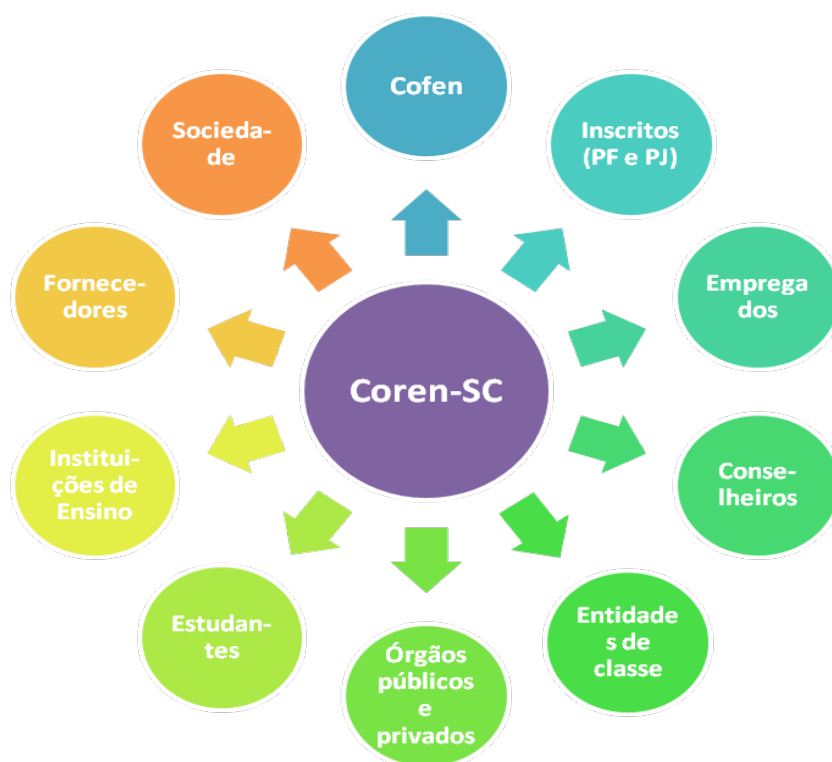 Cofen
Inscritos
(PF e PJ)
Emprega
dos
Conse-
lheiros
Entidade
s de
classe
Órgãos
públicos
e
privados
Estudan-
tes
Institui-
ções de
Ensino
Fornece-
dores
Socieda-
de
Coren-SC